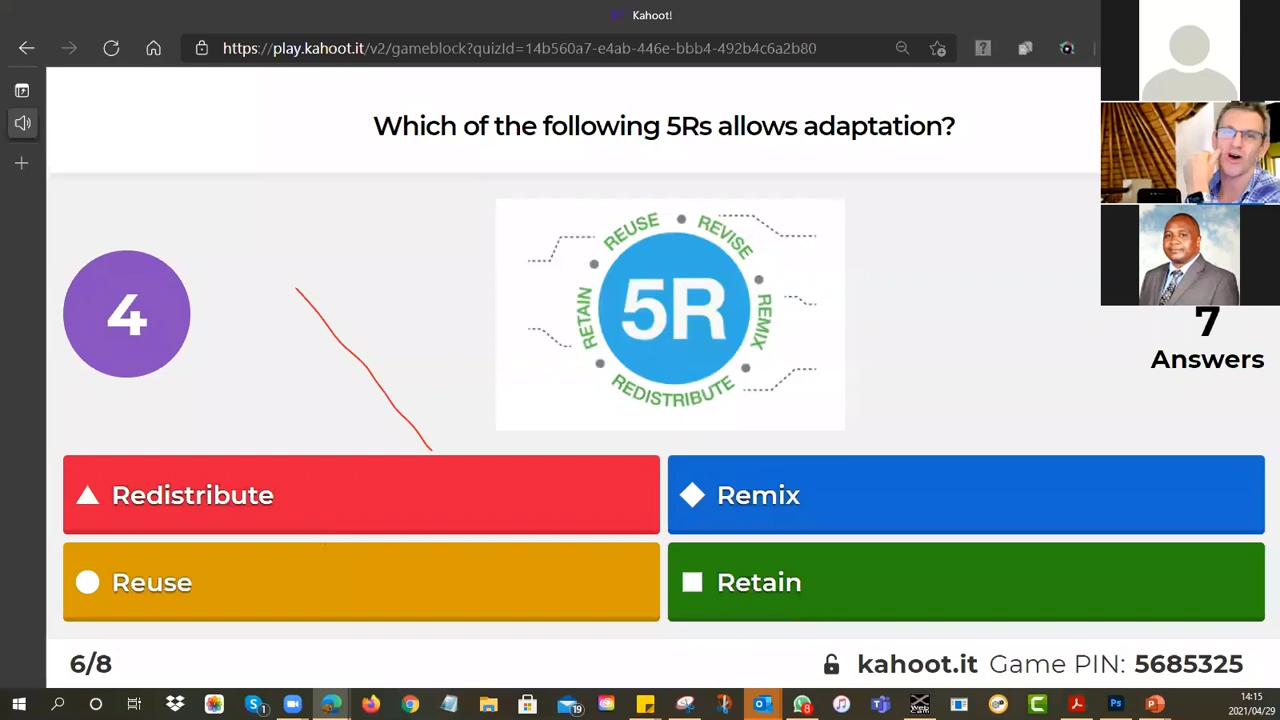 Kahoot!
https://play.kahoot.it/v2/gameblock?quizId=14b560a7-e4ab-446e-bbb4-492b4c6a2b80
Which of the following 5Rs allows adaptation?
4
REUSE
REVISE
RETAIN
5R
REMIX
REDISTRIBUTE
7
Answers
Redistribute
Remix
Reuse
Retain
6/8
kahoot.it Game PIN: 5685325
19
14:15
2021/04/29